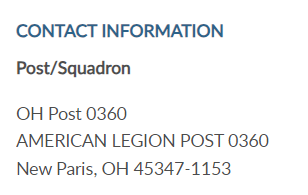 CONTACT INFORMATION
Post/Squadron
OH Post 0360
AMERICAN LEGION POST 0360
New Paris, OH 45347-1153